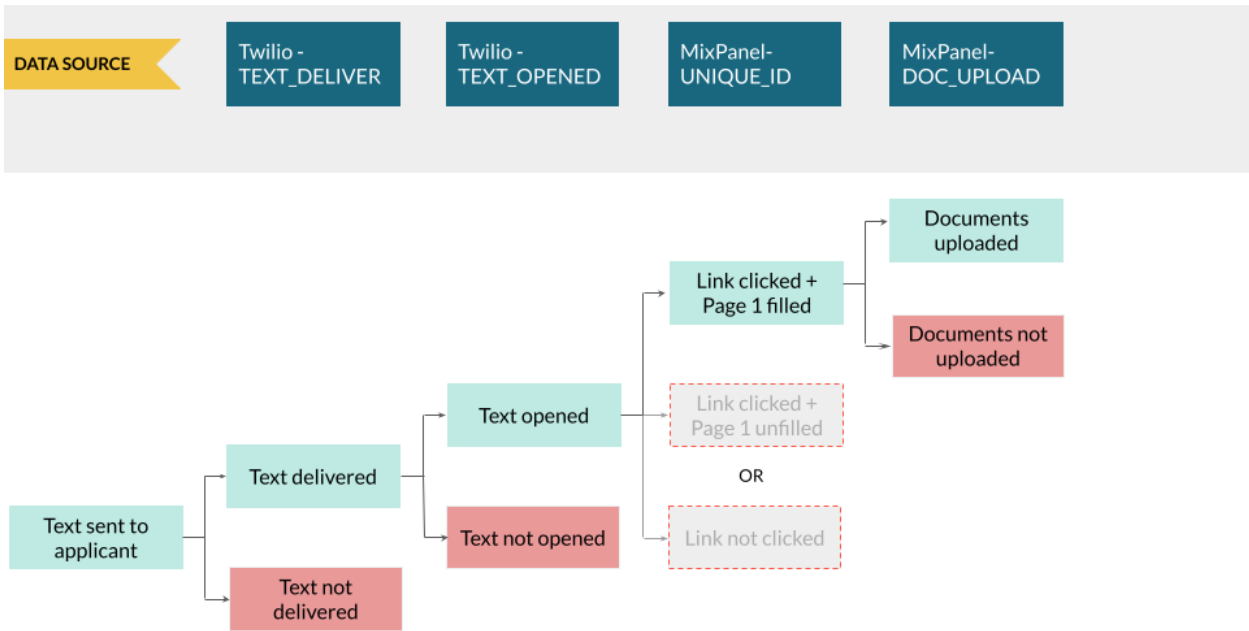 DATA SOURCE
Twilio -
TEXT_DELIVER
Twilio -
TEXT_OPENED
MixPanel-
UNIQUE_ID
MixPanel-
DOC_UPLOAD
Documents
uploaded
Link clicked +
Page 1 filled
Documents not
uploaded
Text opened
Link clicked +
Page 1 unfilled
Text delivered
OR
Text sent to
applicant
Text not opened
Link not clicked
Text not
delivered